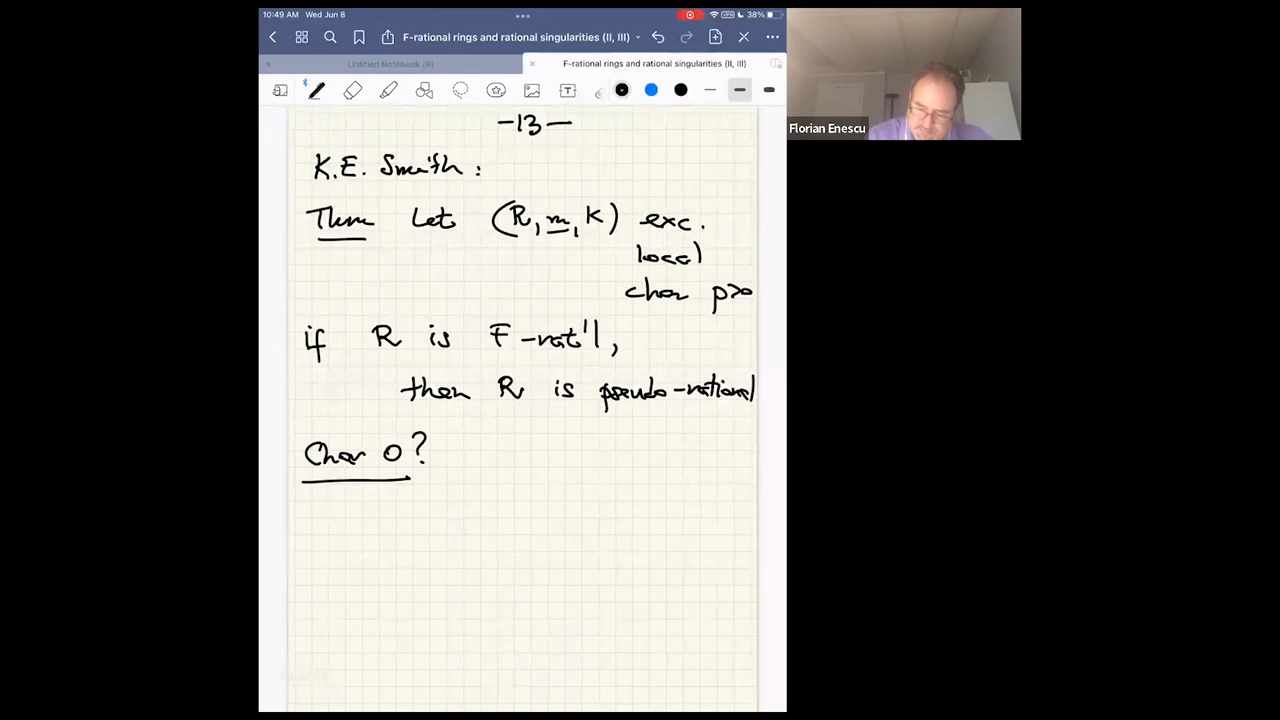 10:49 AM Wed Jun 8
38%
F-rational rings and rational singularities (II, III)
Untitled Notebook (9)
F-rational rings and rational singularities (II, III)
Florian Enescu
-13-
K.E. Smith:
Thm Let (R, m, K) exc.
local
char p>0
if R is F-rat'l,
then R is pseudo-rational
Char 0?